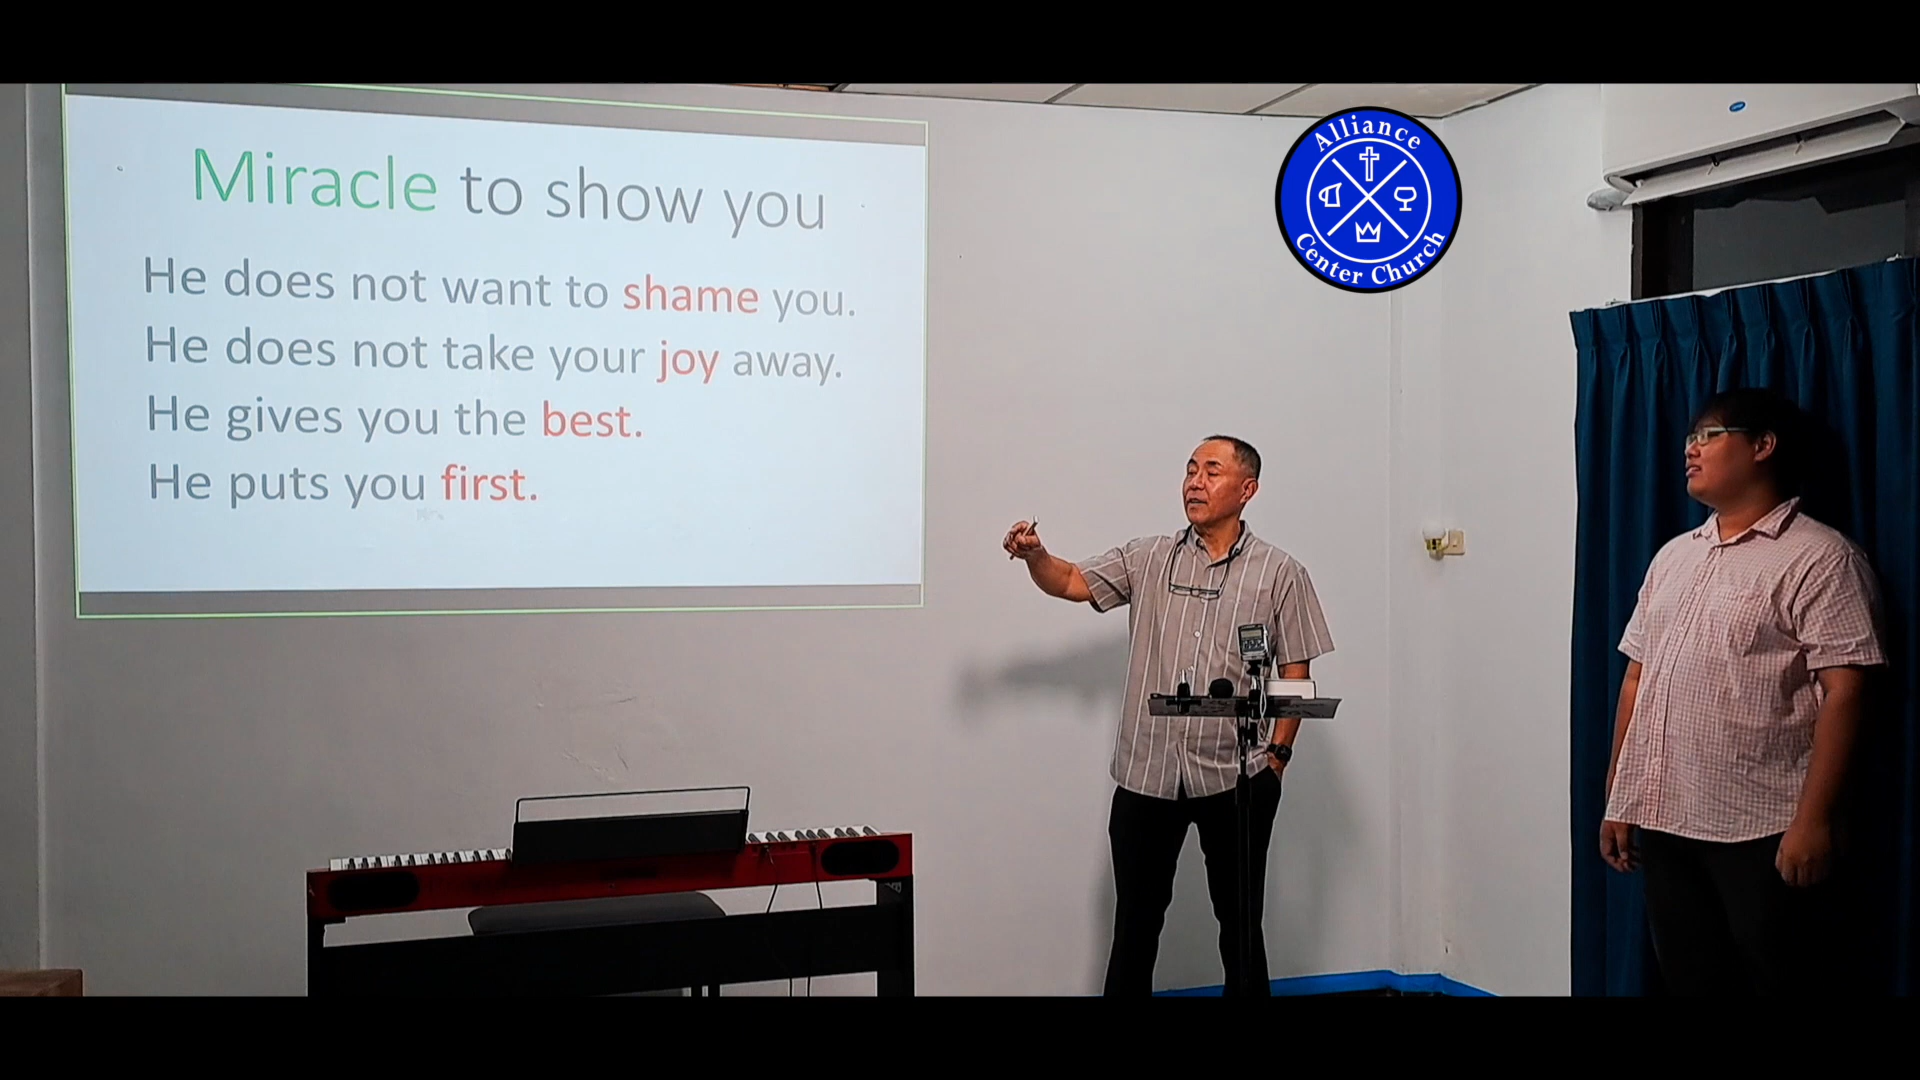 Miracle to show you
He does not want to shame you.
He does not take your joy away.
He gives you the best.
He puts you first.
Alliance
Center Church